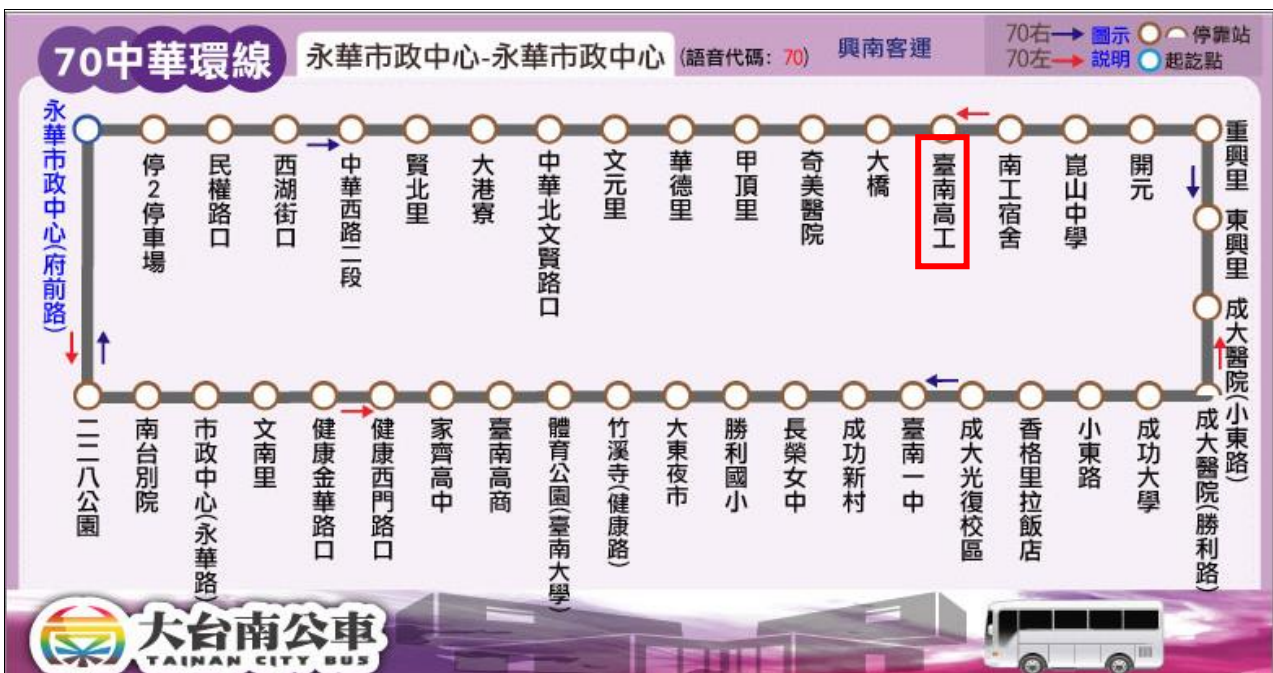 70中華環線
永華市政中心-永華市政中心 (語音代碼: 70)
興南客運
70右 圖示 停靠站
70左 說明 起訖點
永華市政中心(府前路)
停2停車場
民權路口
西湖街口
中華西路二段
賢北里
大港寮
中華北文賢路口
文元里
華德里
甲頂里
奇美醫院
大橋
臺南高工
南工宿舍
崑山中學
開元
重興里
東興里
成大醫院(小東路)
二二八公園
南台別院
市政中心(永華路)
文南里
健康金華路口
健康西門路口
家齊高中
臺南高商
體育公園(臺南大學)
竹溪寺(健康路)
大東夜市
勝利國小
長榮女中
成功新村
臺南一中
成大光復校區
香格里拉飯店
小東路
成功大學
成大醫院(勝利路)
大台南公車
TAINAN CITY BUS